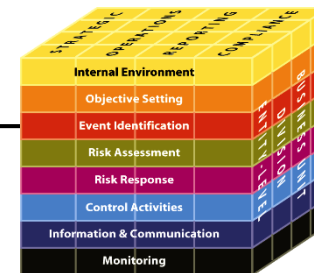 STRATEGIC
OPERATIONS
REPORTING
COMPLIANCE
Internal Environment
Objective Setting
Event Identification
Risk Assessment
Risk Response
Control Activities
Information & Communication
Monitoring
ENTITY-LEVEL
DIVISION
BUSINESS UNIT